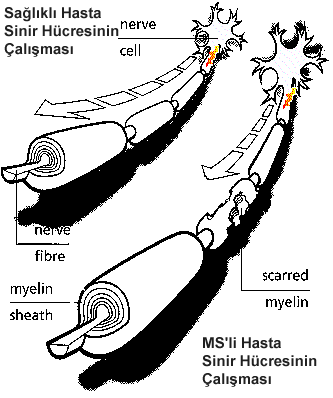 Sağlıklı Hasta
Sinir Hücresinin
Çalışması
nerve
cell
nerve
fibre
myelin
sheath
scarred
myelin
MS'li Hasta
Sinir Hücresinin
Çalışması